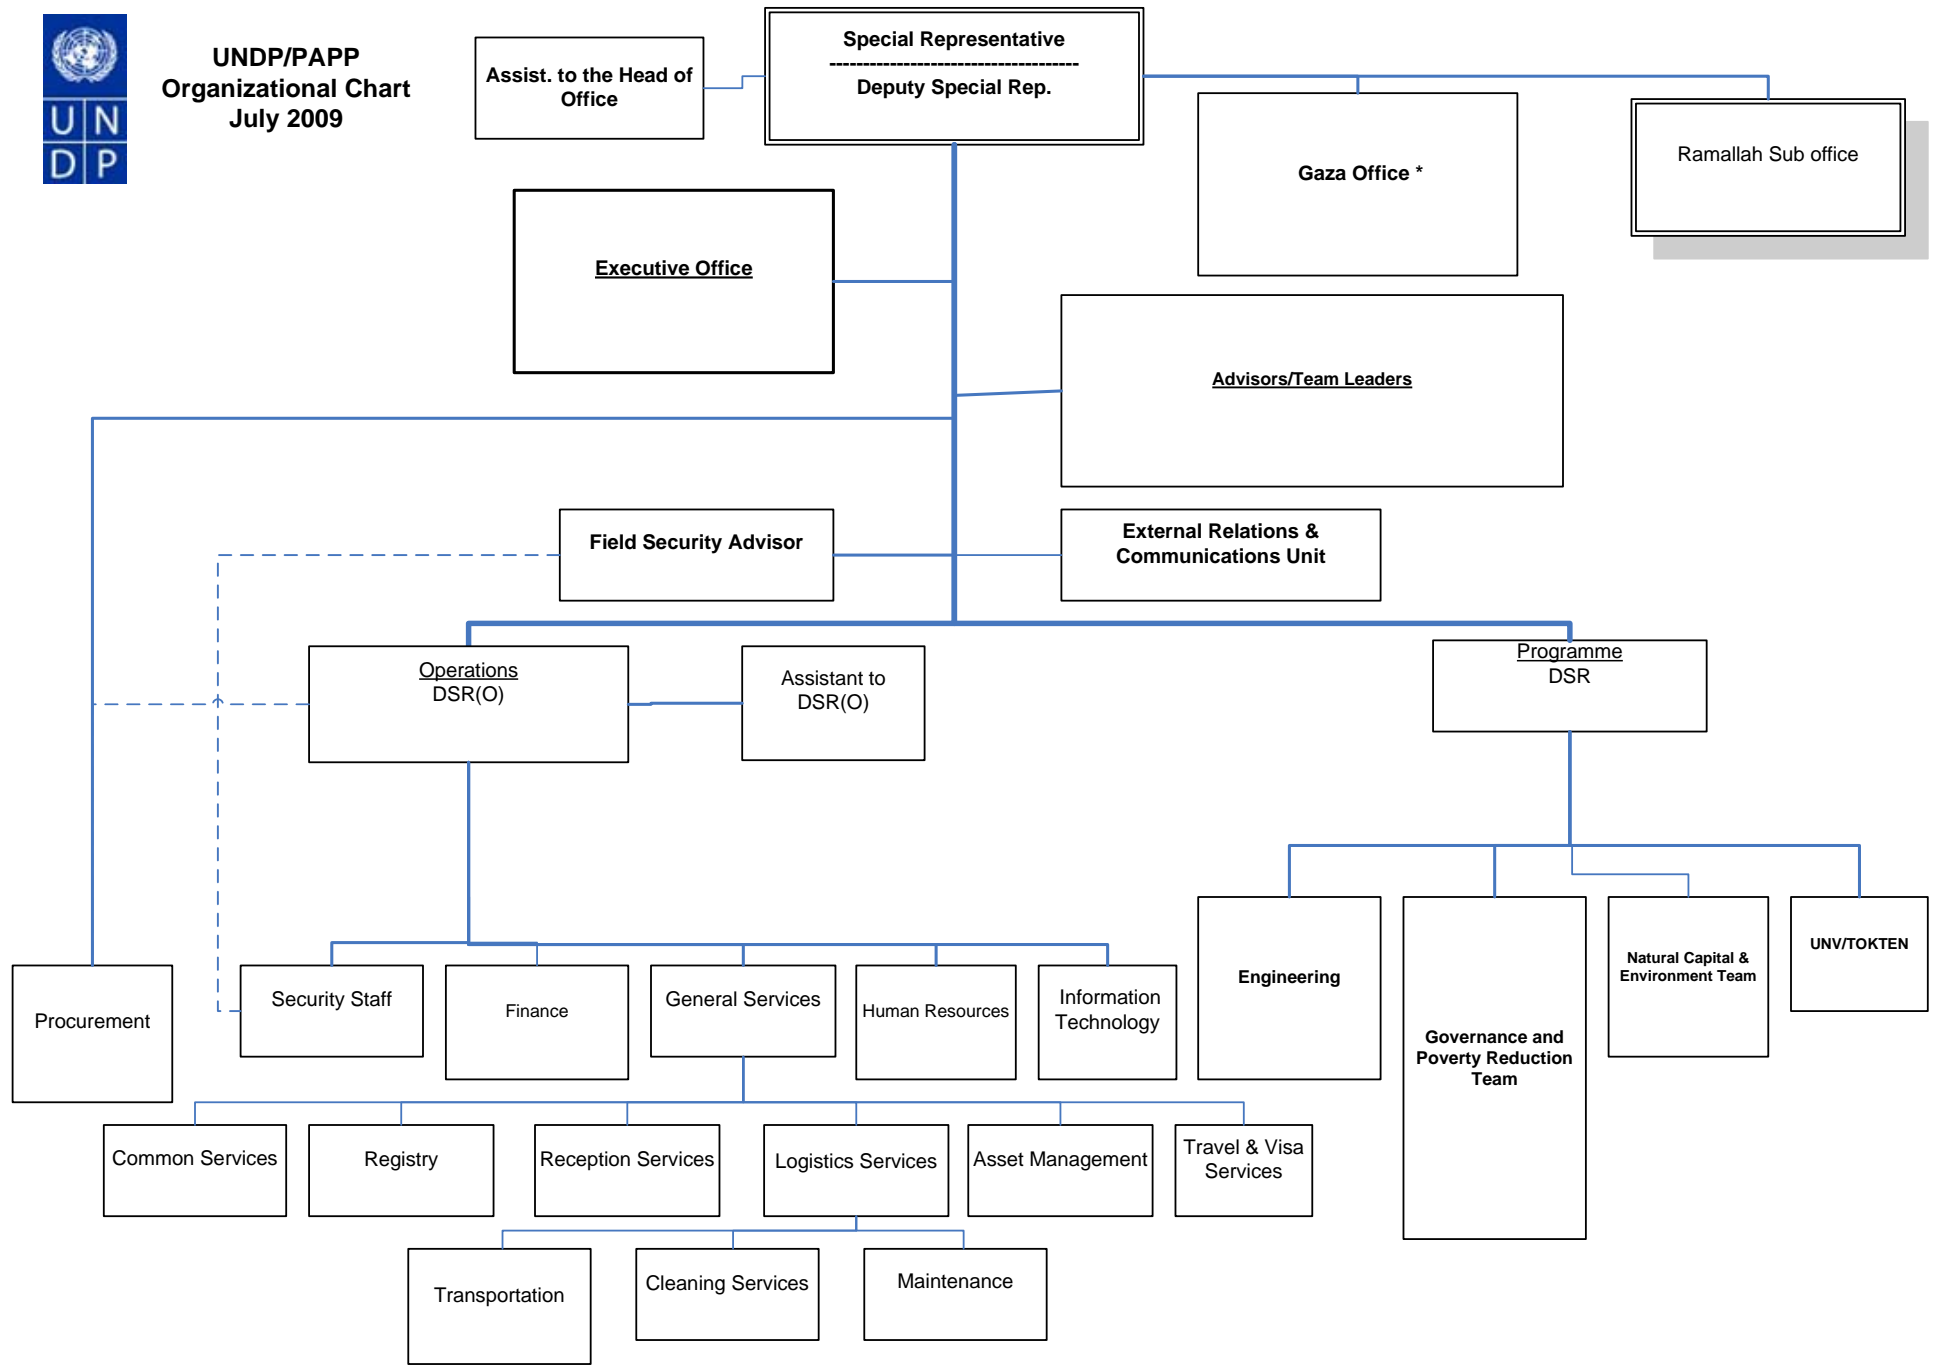 U N
D P
UNDP/PAPP
Organizational Chart
July 2009
Assist. to the Head of
Office
Special Representative
--------------------------------------
Deputy Special Rep.
Gaza Office *
Ramallah Sub office
Executive Office
Advisors/Team Leaders
Field Security Advisor
External Relations &
Communications Unit
Operations
DSR(O)
Assistant to
DSR(O)
Programme
DSR
Procurement
Security Staff
Finance
General Services
Human Resources
Information
Technology
Engineering
Governance and
Poverty Reduction
Team
Natural Capital &
Environment Team
UNV/TOKTEN
Common Services
Registry
Reception Services
Logistics Services
Asset Management
Travel & Visa
Services
Transportation
Cleaning Services
Maintenance